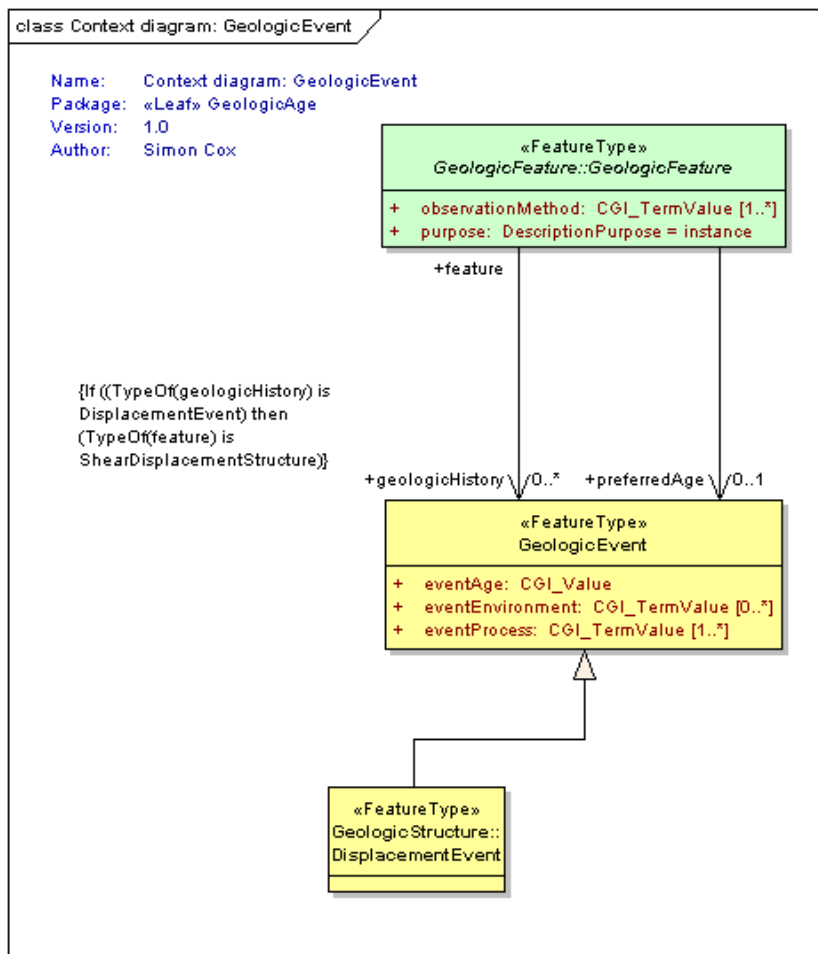 class Context diagram: GeologicEvent
Name: Context diagram: GeologicEvent
Package: «Leaf» GeologicAge
Version: 1.0
Author: Simon Cox
«FeatureType»
GeologicFeature::GeologicFeature
+ observationMethod: CGI_TermValue [1..*]
+ purpose: DescriptionPurpose = instance
+feature
{If ((TypeOf(geologicHistory) is
DisplacementEvent) then
(TypeOf(feature) is
ShearDisplacementStructure)}
+geologicHistory 0..* +preferredAge 0..1
«FeatureType»
GeologicEvent
+ eventAge: CGI_Value
+ eventEnvironment: CGI_TermValue [0..*]
+ eventProcess: CGI_TermValue [1..*]
«FeatureType»
GeologicStructure::
DisplacementEvent